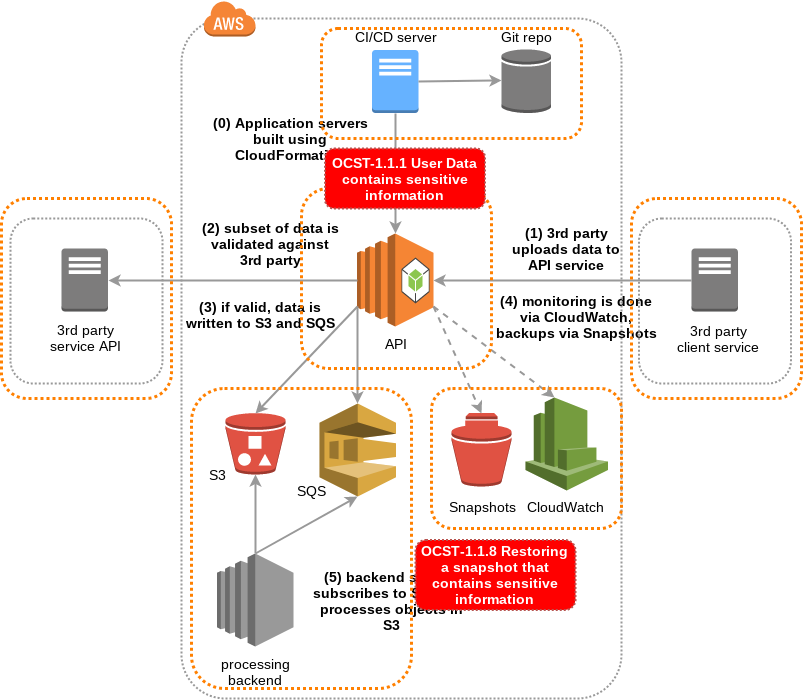 AWS
CI/CD server
Git repo
(0) Application servers
built using
OCST-1.1.1 User Data
contains sensitive
information
(2) subset of data is
validated against
3rd party
(1) 3rd party
uploads data to
API service
(3) if valid, data is
written to S3 and SQS
(4) monitoring is done
via CloudWatch,
backups via Snapshots
3rd party
service API
API
3rd party
client service
S3
SQS
Snapshots
CloudWatch
OCST-1.1.8 Restoring
a snapshot that
contains sensitive
information
(5) backend
subscribes to
processes objects in
S3
processing
backend